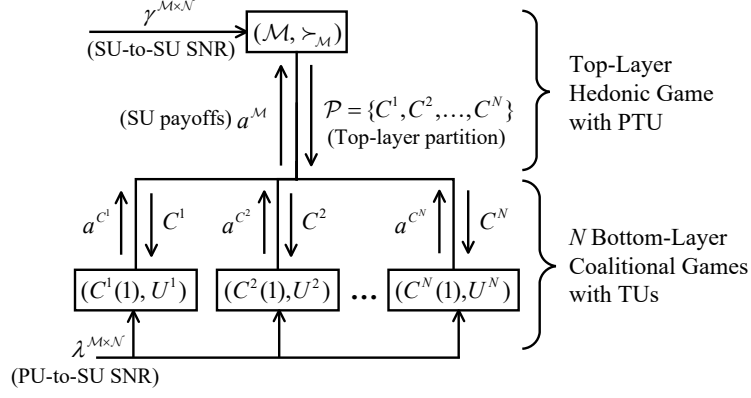 γ^{ℳ×𝒩}
(SU-to-SU SNR)
(ℳ, ≻_ℳ)
Top-Layer
Hedonic Game
with PTU
(SU payoffs) a^ℳ
𝒫 = {C^1, C^2, …, C^N}
(Top-layer partition)
a^{C^1} C^1 a^{C^2} C^2 a^{C^N} C^N
N Bottom-Layer
Coalitional Games
with TUs
(C^1(1), U^1) (C^2(1), U^2) ... (C^N(1), U^N)
λ^{ℳ×𝒩}
(PU-to-SU SNR)